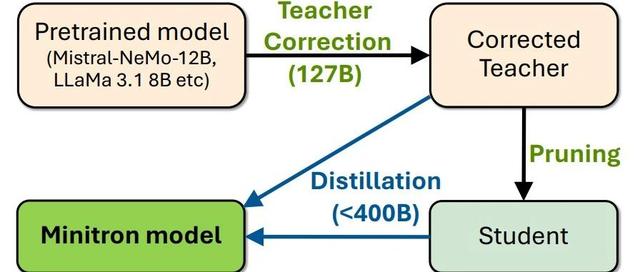 Pretrained model
(Mistral-NeMo-12B,
LLaMa 3.1 8B etc)
Teacher
Correction
(127B)
Corrected
Teacher
Pruning
Distillation
(<400B)
Minitron model
Student